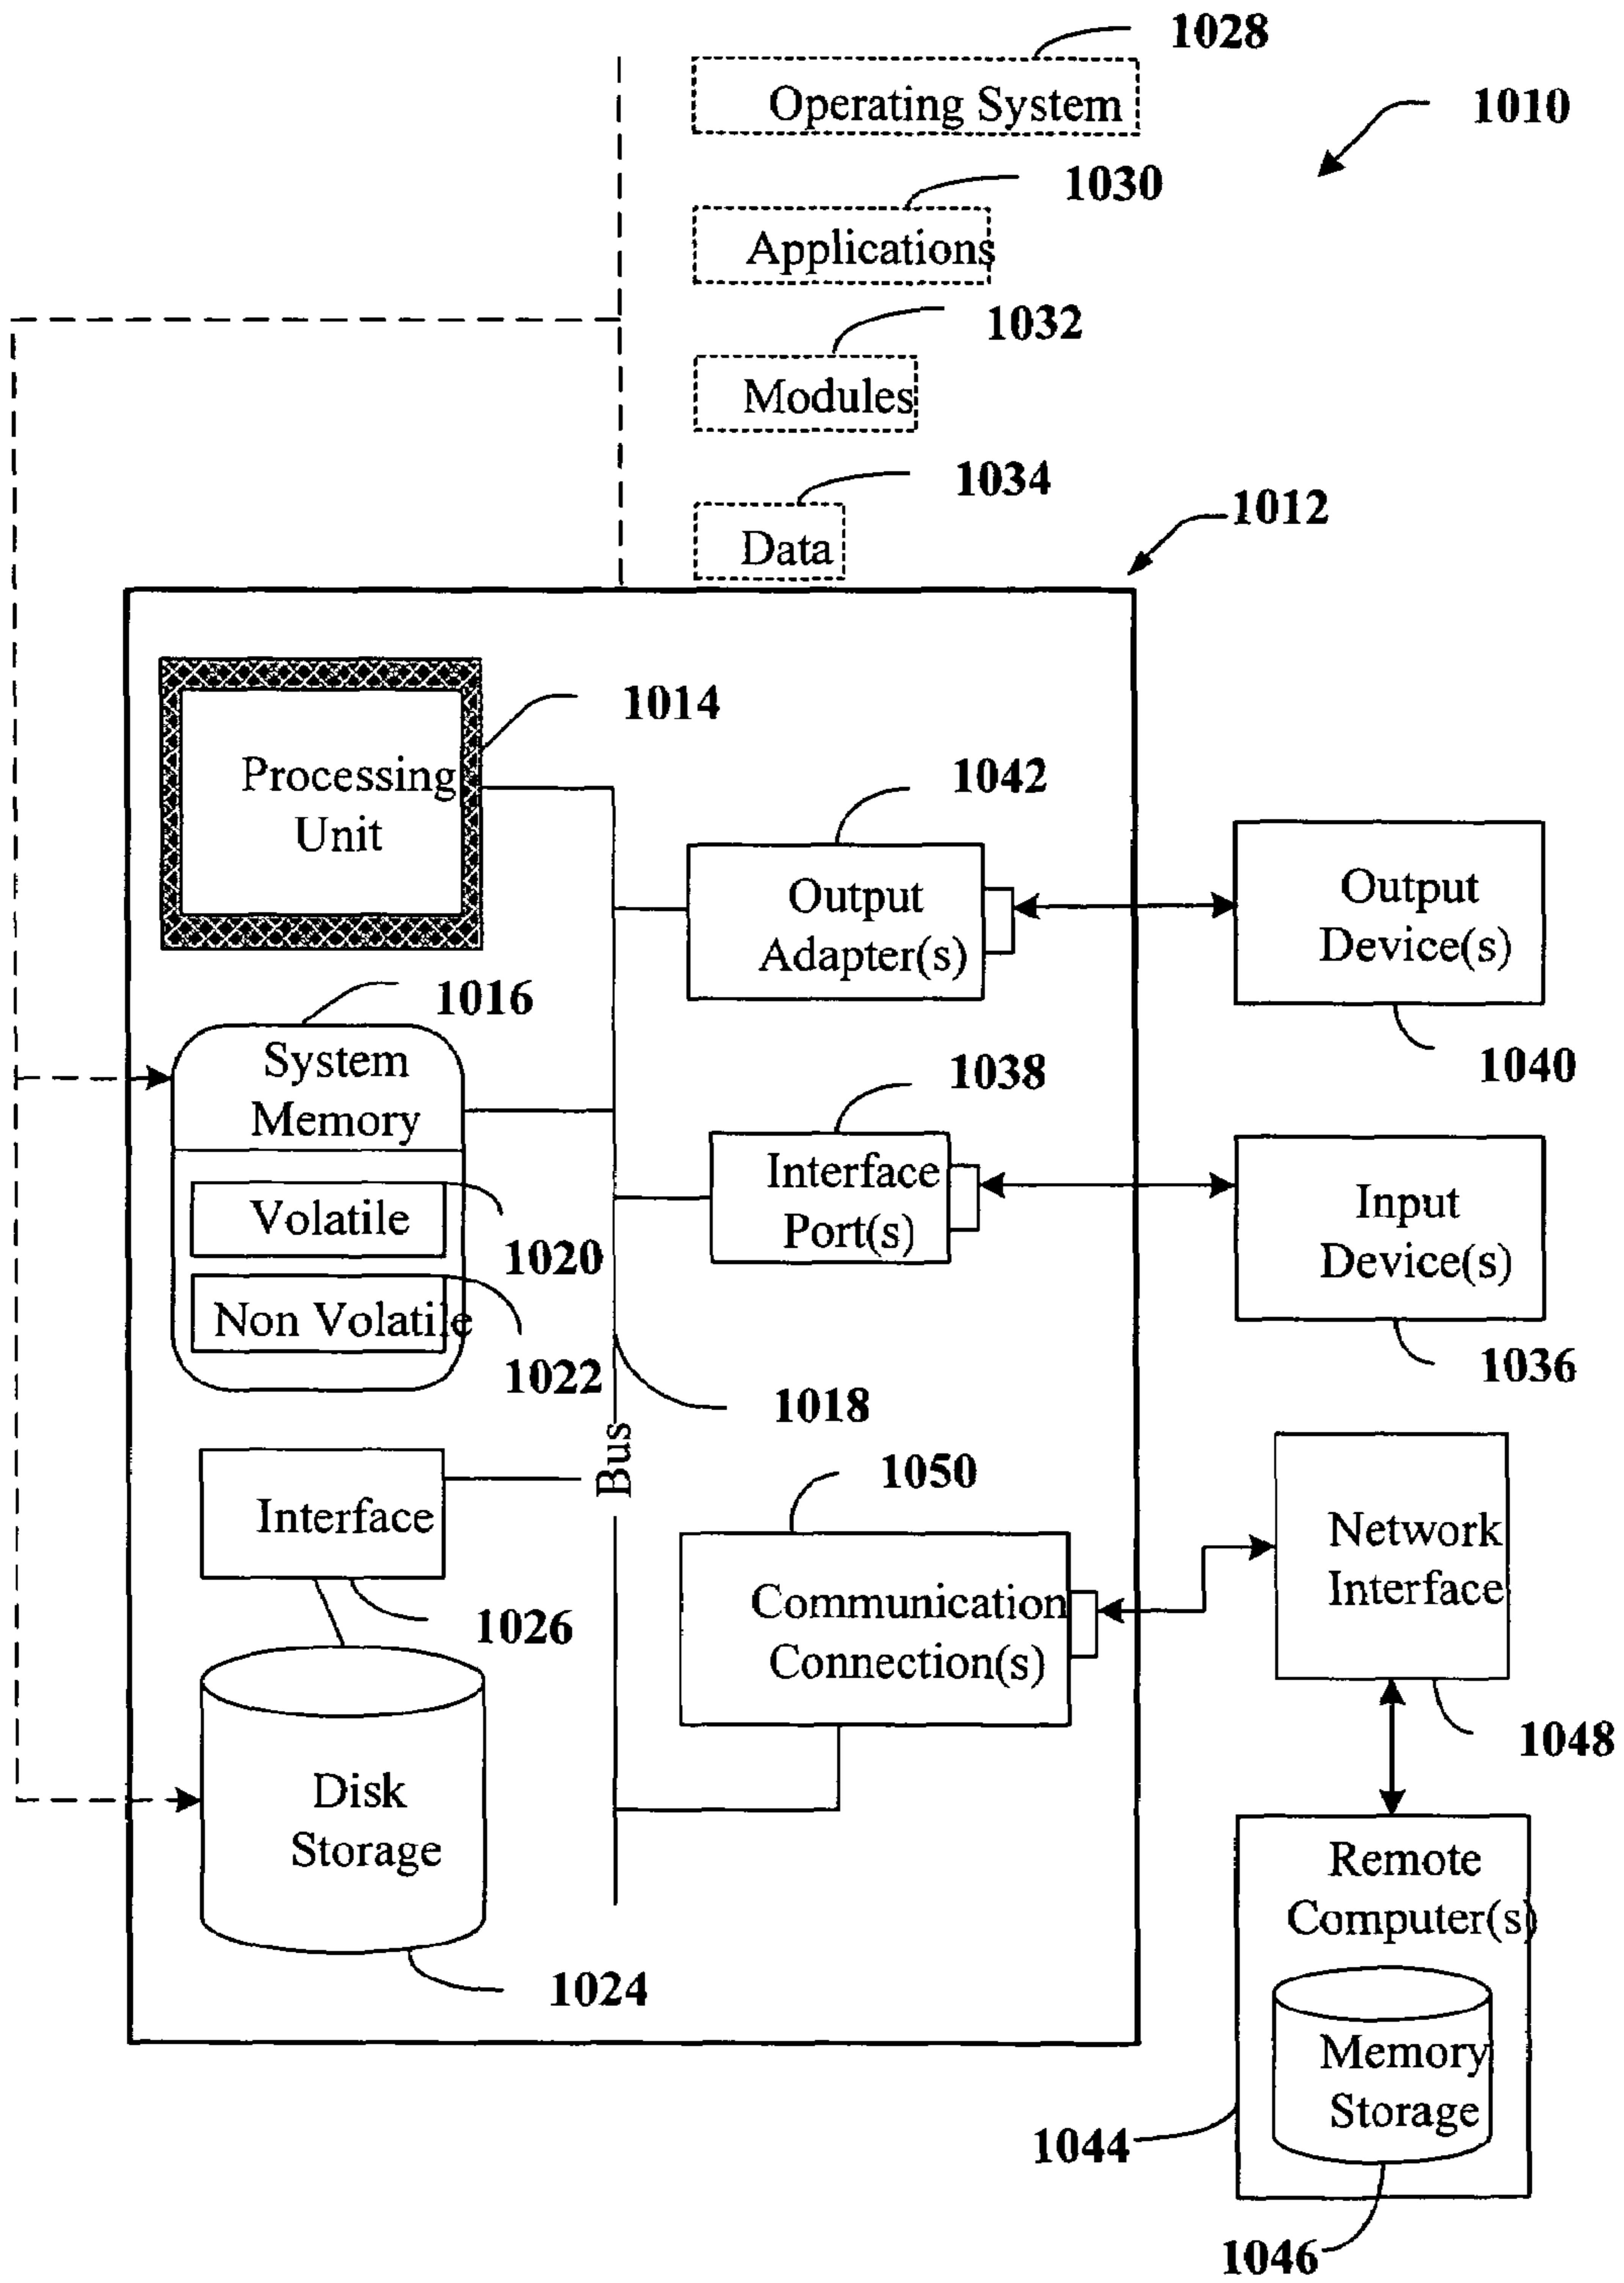 1028
Operating System
1010
1030
Applications
1032
Modules
1034
Data
1012
1014
Processing
Unit
1042
Output
Adapter(s)
Output
Device(s)
1040
1016
System
Memory
1038
Interface
Port(s)
Input
Device(s)
1036
Volatile
1020
Non Volatile
1022
1018
Bus
Interface
1026
1050
Communication
Connection(s)
Network
Interface
1048
Disk
Storage
1024
Remote
Computer(s)
Memory
Storage
1044
1046